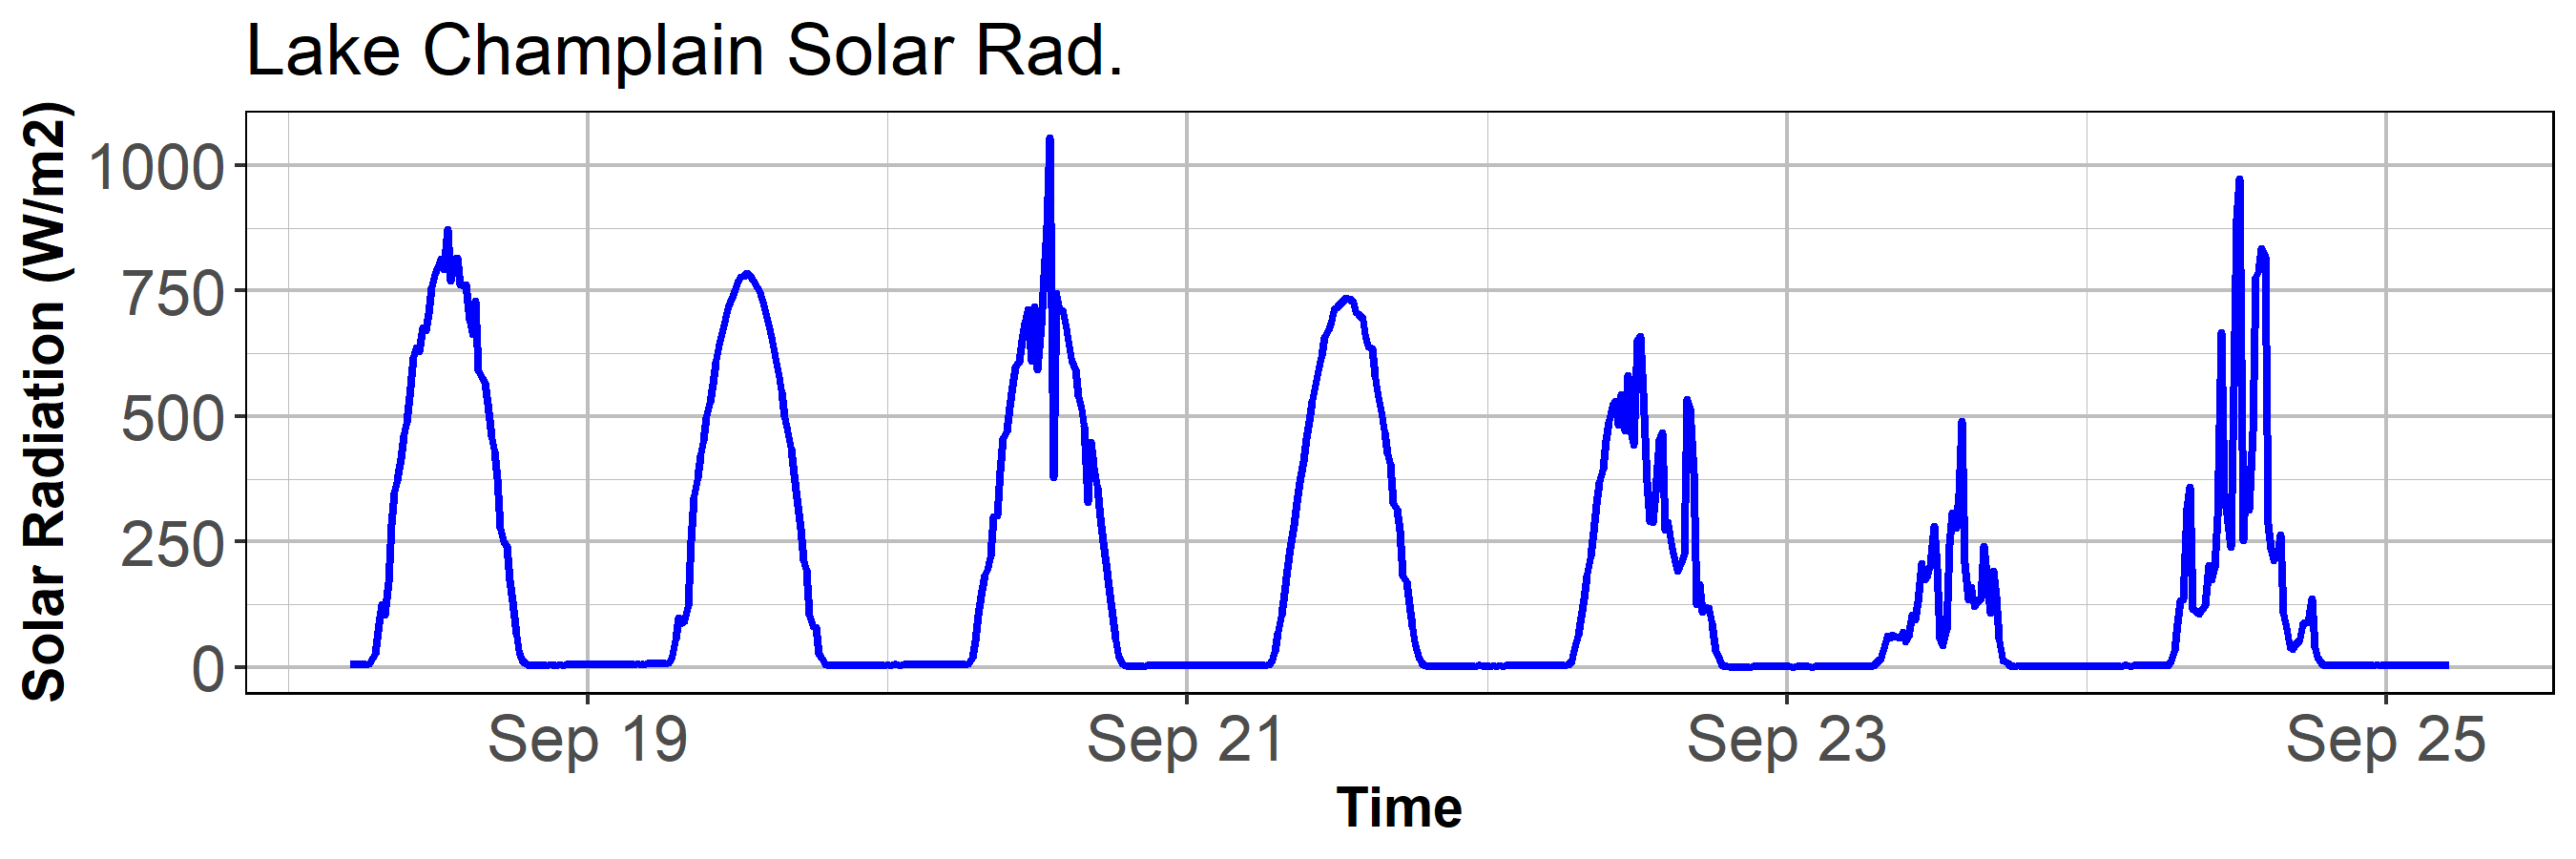 Lake Champlain Solar Rad.
Solar Radiation (W/m2)
1000
750
500
250
0
Sep 19 Sep 21 Sep 23 Sep 25
Time